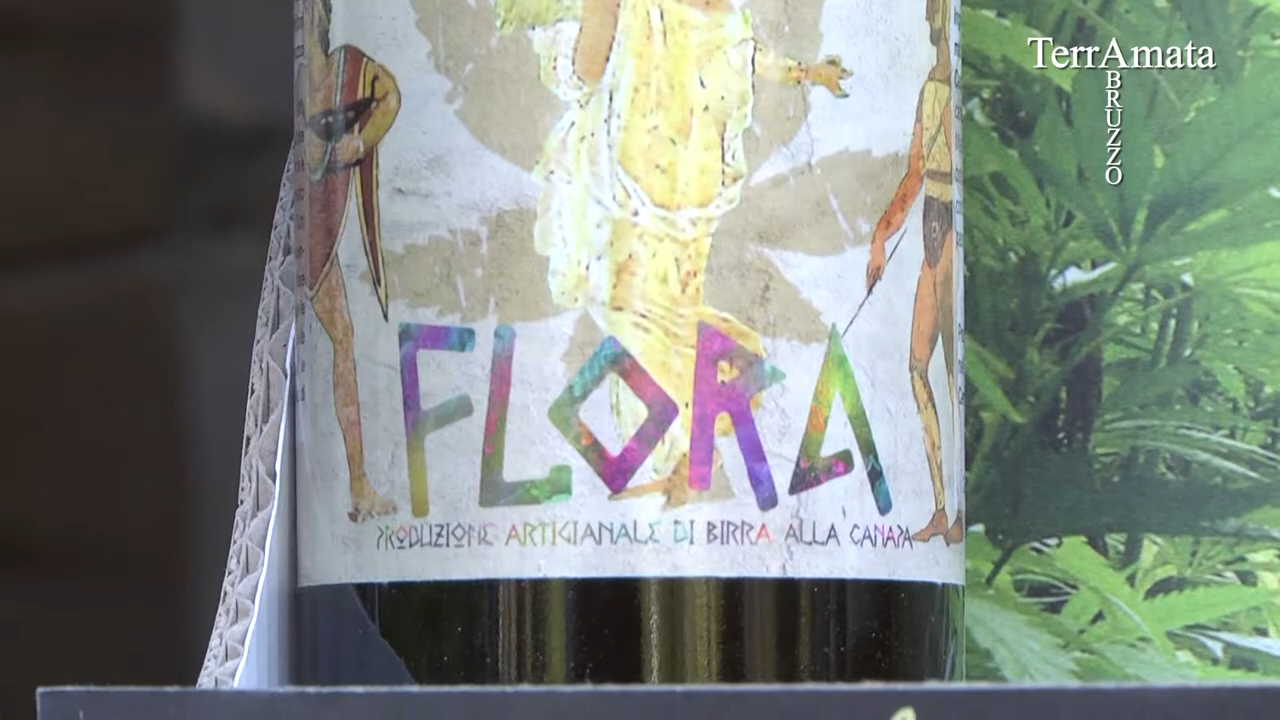 TerrAmata
ABRUZZO
FLORA
PRODUZIONE ARTIGIANALE DI BIRRA ALLA CANAPA